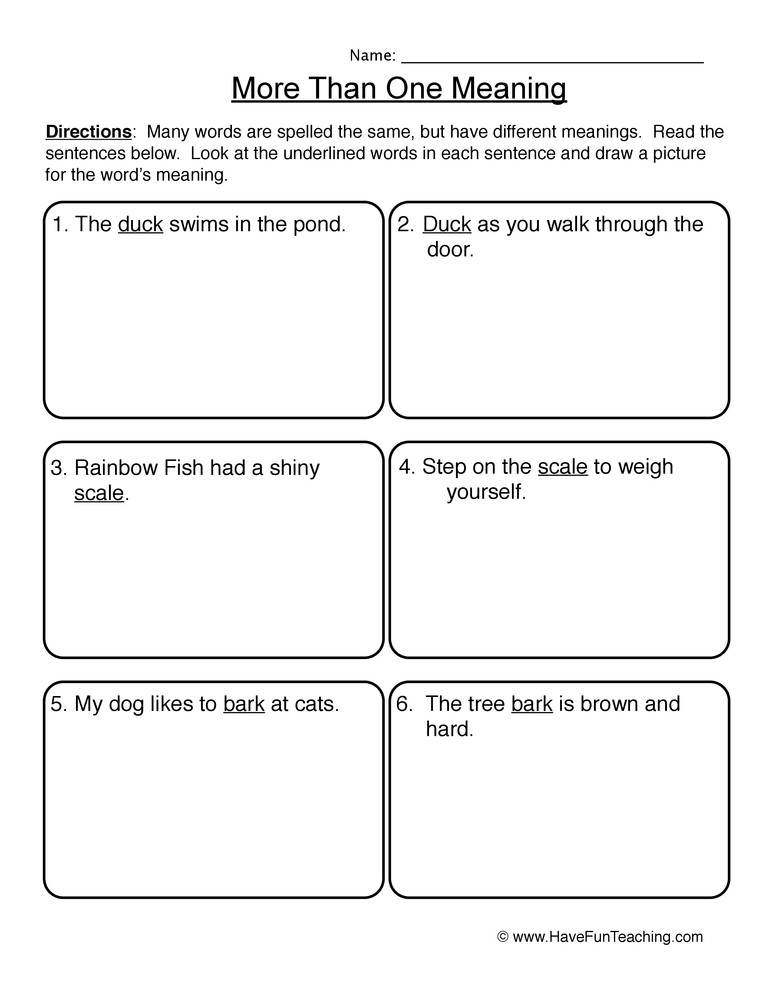 Name: ____________________
More Than One Meaning
Directions: Many words are spelled the same, but have different meanings. Read the
sentences below. Look at the underlined words in each sentence and draw a picture
for the word's meaning.
1. The duck swims in the pond.
2. Duck as you walk through the
door.
3. Rainbow Fish had a shiny
scale.
4. Step on the scale to weigh
yourself.
5. My dog likes to bark at cats.
6. The tree bark is brown and
hard.
© www.HaveFunTeaching.com